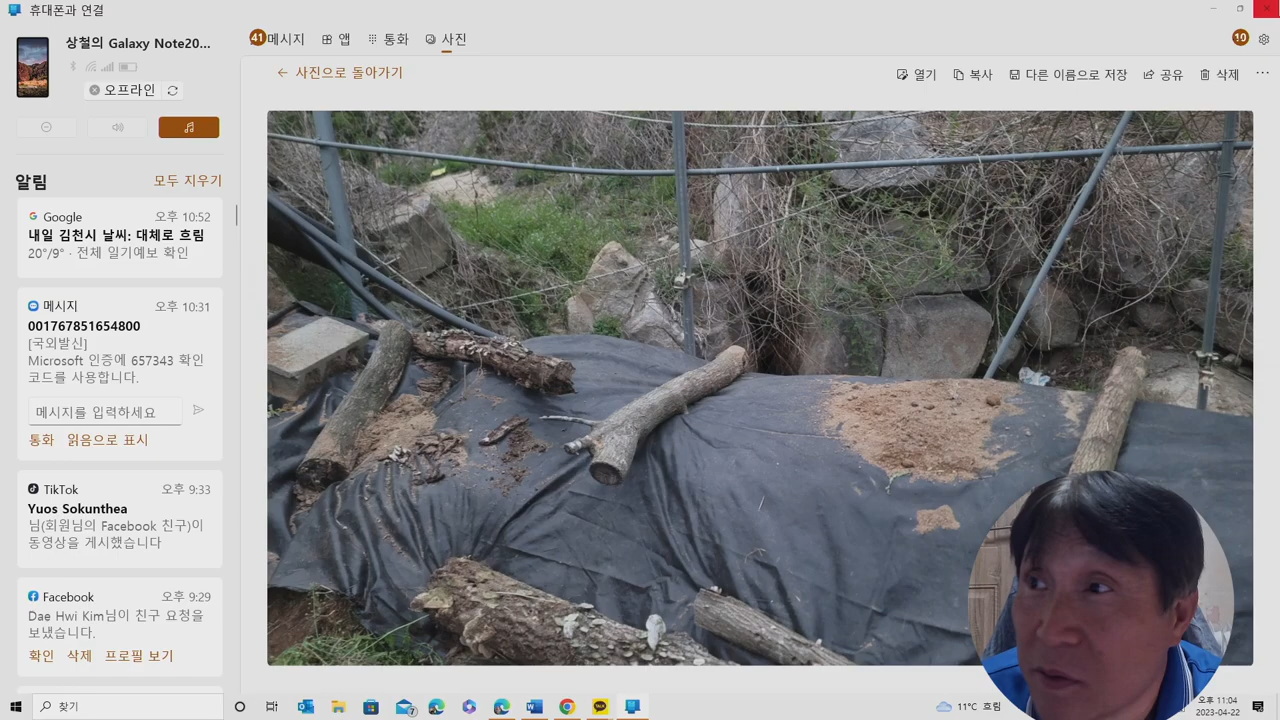 휴대폰과 연결
상철의 Galaxy Note20...
오프라인
알림
모두 지우기
Google
오후 10:52
내일 김천시 날씨: 대체로 흐림
20°/9° · 전체 일기예보 확인
메시지
오후 10:31
001767851654800
[국외발신]
Microsoft 인증에 657343 확인
코드를 사용합니다.
메시지를 입력하세요
통화 읽음으로 표시
TikTok
오후 9:33
Yuos Sokunthea
님(회원님의 Facebook 친구)이
동영상을 게시했습니다
Facebook
오후 9:29
Dae Hwi Kim님이 친구 요청을
보냈습니다.
확인 삭제 프로필 보기
41 메시지
앱
통화
사진
10
← 사진으로 돌아가기
열기
복사
다른 이름으로 저장
공유
삭제
...
찾기
7
11°C 흐림
오후 11:04
2023-04-22